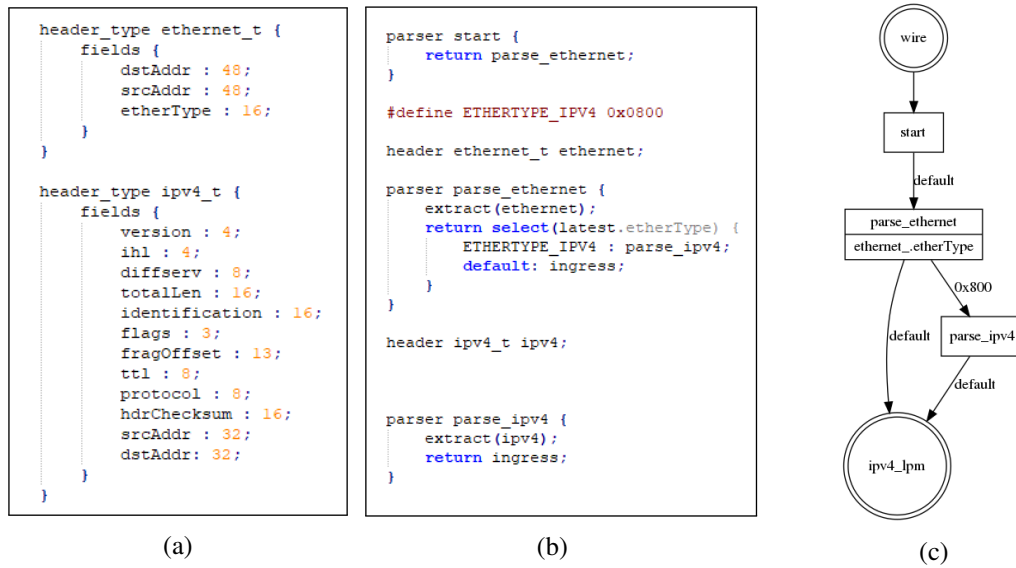 header_type ethernet_t {
fields {
dstAddr : 48;
srcAddr : 48;
etherType : 16;
}
}
header_type ipv4_t {
fields {
version : 4;
ihl : 4;
diffserv : 8;
totalLen : 16;
identification : 16;
flags : 3;
fragOffset : 13;
ttl : 8;
protocol : 8;
hdrChecksum : 16;
srcAddr : 32;
dstAddr: 32;
}
}
(a)
parser start {
return parse_ethernet;
}
#define ETHERTYPE_IPV4 0x0800
header ethernet_t ethernet;
parser parse_ethernet {
extract(ethernet);
return select(latest.etherType) {
ETHERTYPE_IPV4 : parse_ipv4;
default: ingress;
}
}
header ipv4_t ipv4;
parser parse_ipv4 {
extract(ipv4);
return ingress;
}
(b)
wire
start
default
parse_ethernet
ethernet_.etherType
0x800
default
parse_ipv4
default
ipv4_lpm
(c)